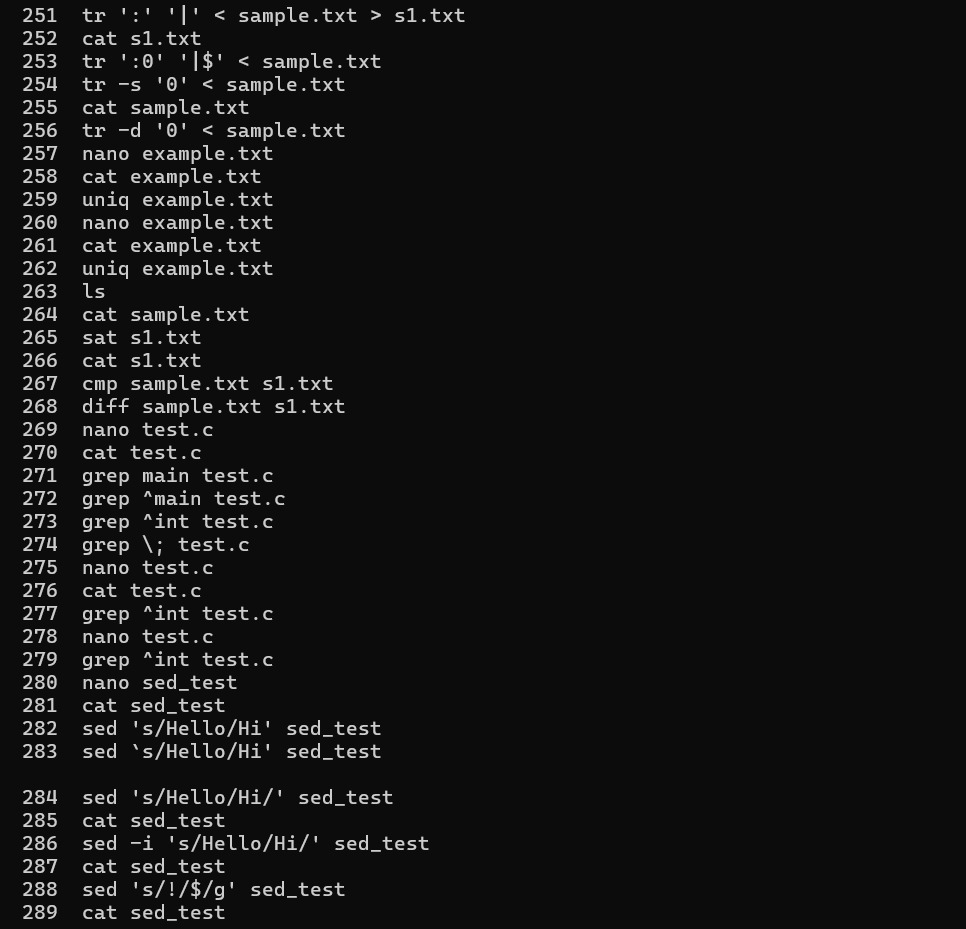 251 tr ':' '|' < sample.txt > s1.txt
252 cat s1.txt
253 tr ':0' '|$' < sample.txt
254 tr -s '0' < sample.txt
255 cat sample.txt
256 tr -d '0' < sample.txt
257 nano example.txt
258 cat example.txt
259 uniq example.txt
260 nano example.txt
261 cat example.txt
262 uniq example.txt
263 ls
264 cat sample.txt
265 sat s1.txt
266 cat s1.txt
267 cmp sample.txt s1.txt
268 diff sample.txt s1.txt
269 nano test.c
270 cat test.c
271 grep main test.c
272 grep ^main test.c
273 grep ^int test.c
274 grep \; test.c
275 nano test.c
276 cat test.c
277 grep ^int test.c
278 nano test.c
279 grep ^int test.c
280 nano sed_test
281 cat sed_test
282 sed 's/Hello/Hi' sed_test
283 sed `s/Hello/Hi' sed_test
284 sed 's/Hello/Hi/' sed_test
285 cat sed_test
286 sed -i 's/Hello/Hi/' sed_test
287 cat sed_test
288 sed 's/!/$/g' sed_test
289 cat sed_test